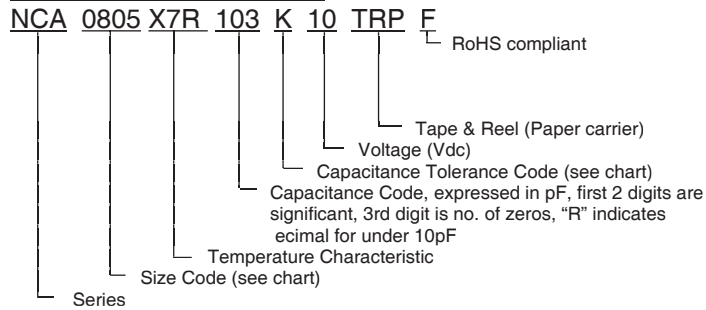 NCA 0805 X7R 103 K 10 TRP F
RoHS compliant
Tape & Reel (Paper carrier)
Voltage (Vdc)
Capacitance Tolerance Code (see chart)
Capacitance Code, expressed in pF, first 2 digits are
significant, 3rd digit is no. of zeros, “R” indicates
ecimal for under 10pF
Temperature Characteristic
Size Code (see chart)
Series